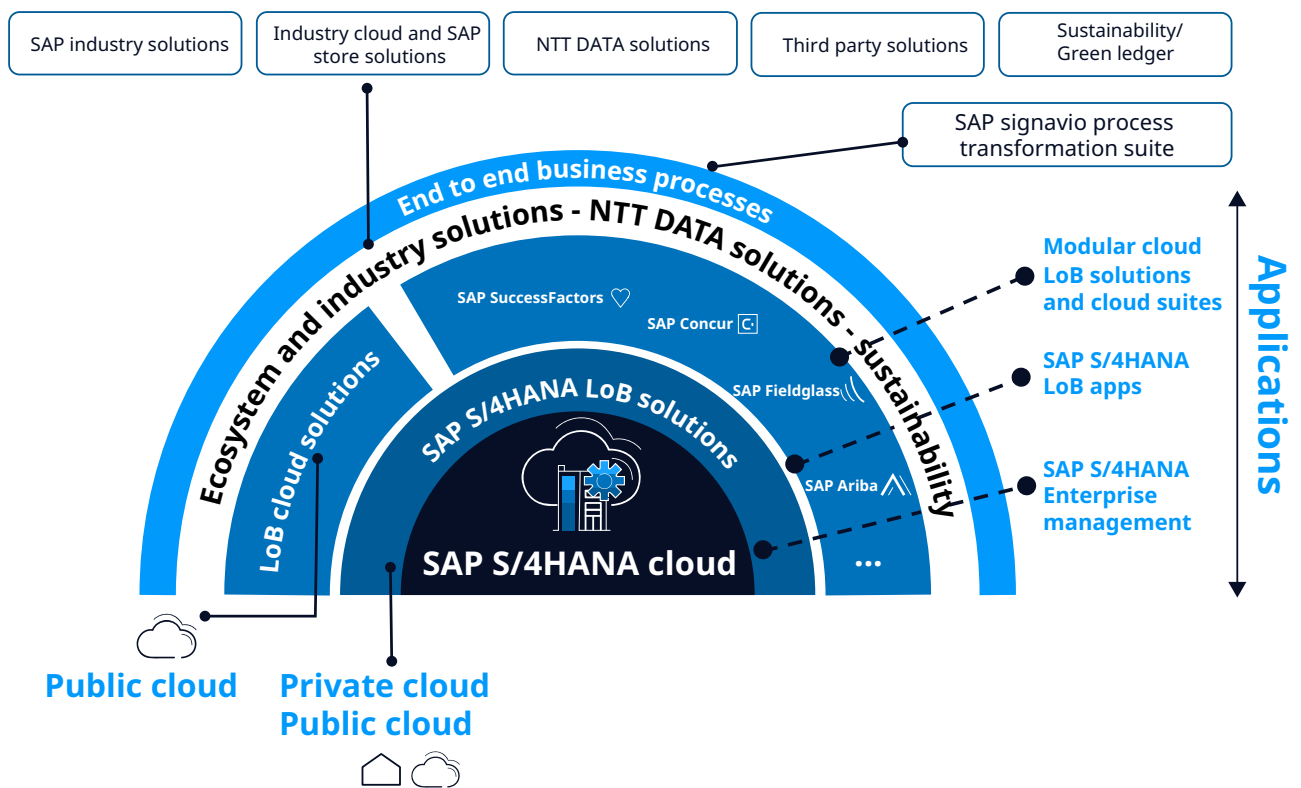 SAP industry solutions
Industry cloud and SAP
store solutions
NTT DATA solutions
Third party solutions
Sustainability/
Green ledger
SAP signavio process
transformation suite
End to end business processes
Ecosystem and industry solutions - NTT DATA solutions - sustainability
Modular cloud
LoB solutions
and cloud suites
SAP SuccessFactors
SAP Concur
C
SAP Fieldglass
SAP Ariba
...
LoB cloud solutions
SAP S/4HANA LoB solutions
SAP S/4HANA cloud
SAP S/4HANA
LoB apps
SAP S/4HANA
Enterprise
management
Applications
Public cloud
Private cloud
Public cloud